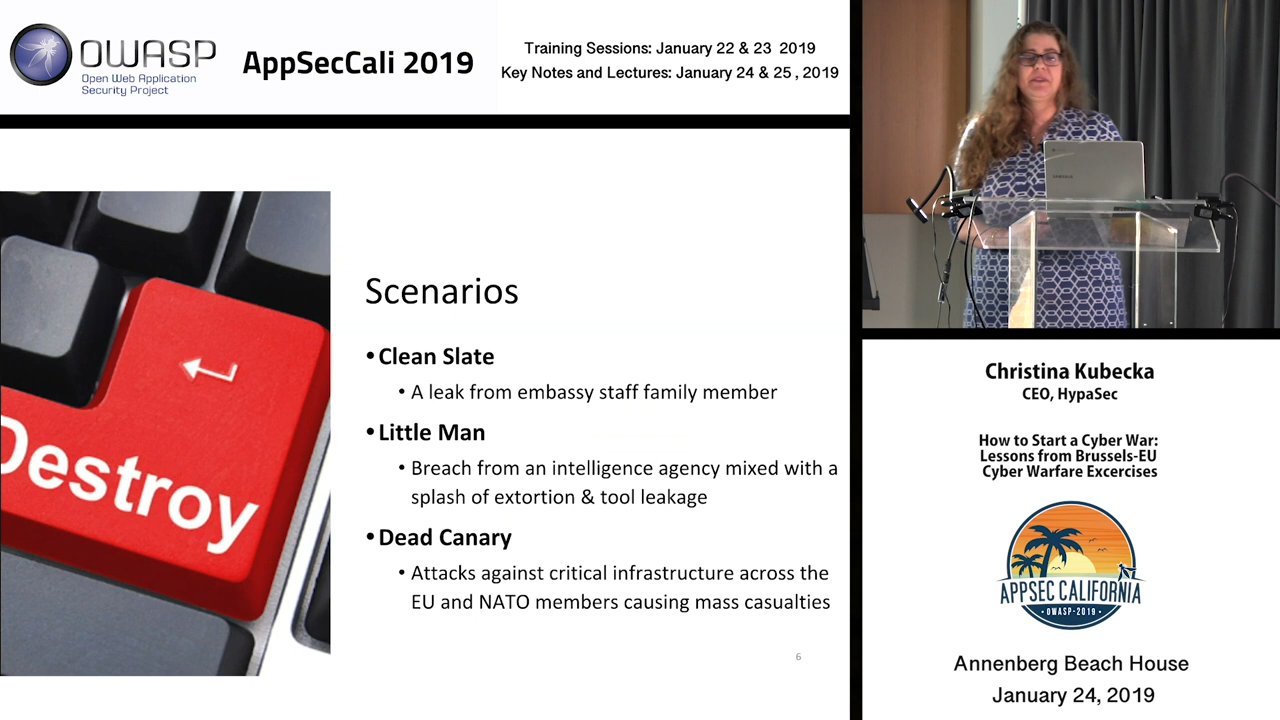 OWASP
Open Web Application
Security Project
AppSecCali 2019
Training Sessions: January 22 & 23 2019
Key Notes and Lectures: January 24 & 25 , 2019
Destroy
Scenarios
•Clean Slate
• A leak from embassy staff family member
•Little Man
• Breach from an intelligence agency mixed with a
splash of extortion & tool leakage
•Dead Canary
• Attacks against critical infrastructure across the
EU and NATO members causing mass casualties
6
SAMSUNG
Christina Kubecka
CEO, HypaSec
How to Start a Cyber War:
Lessons from Brussels-EU
Cyber Warfare Excercises
APPSEC CALIFORNIA
• OWASP-2019 •
Annenberg Beach House
January 24, 2019